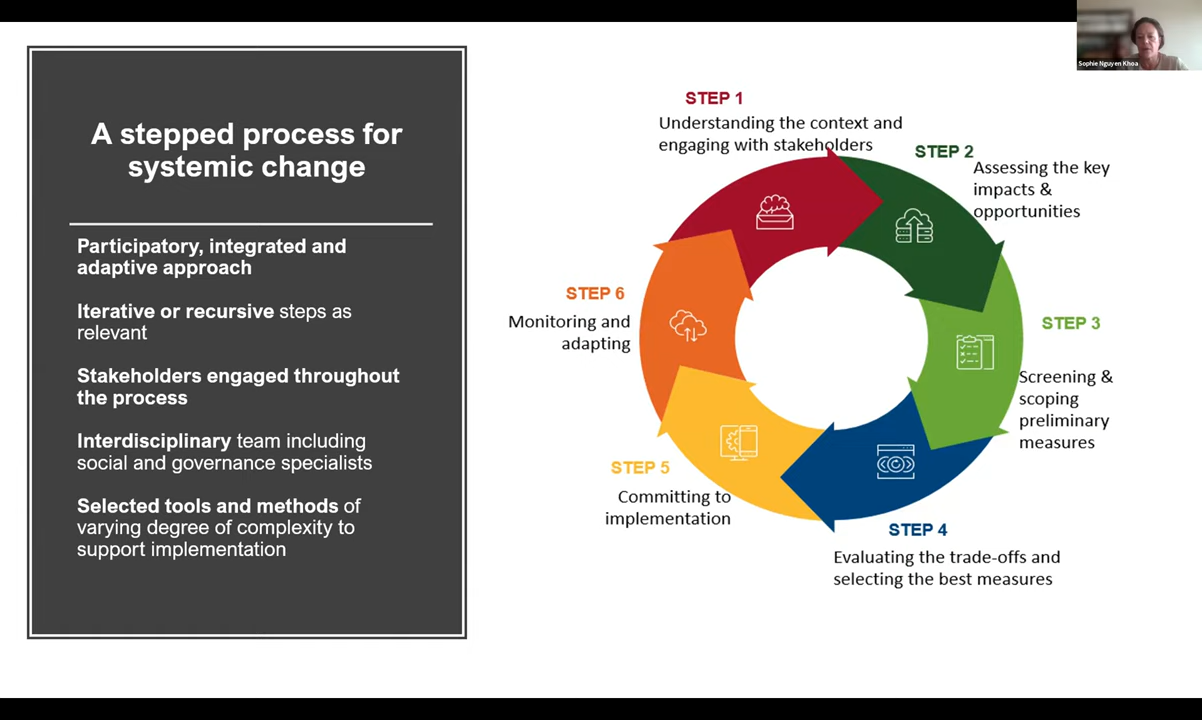 Sophie Nguyen Khoa
A stepped process for
systemic change
Participatory, integrated and
adaptive approach
Iterative or recursive steps as
relevant
Stakeholders engaged throughout
the process
Interdisciplinary team including
social and governance specialists
Selected tools and methods of
varying degree of complexity to
support implementation
STEP 1
Understanding the context and
engaging with stakeholders
STEP 2
Assessing the key
impacts &
opportunities
STEP 3
Screening &
scoping
preliminary
measures
STEP 4
Evaluating the trade-offs and
selecting the best measures
STEP 5
Committing to
implementation
STEP 6
Monitoring and
adapting